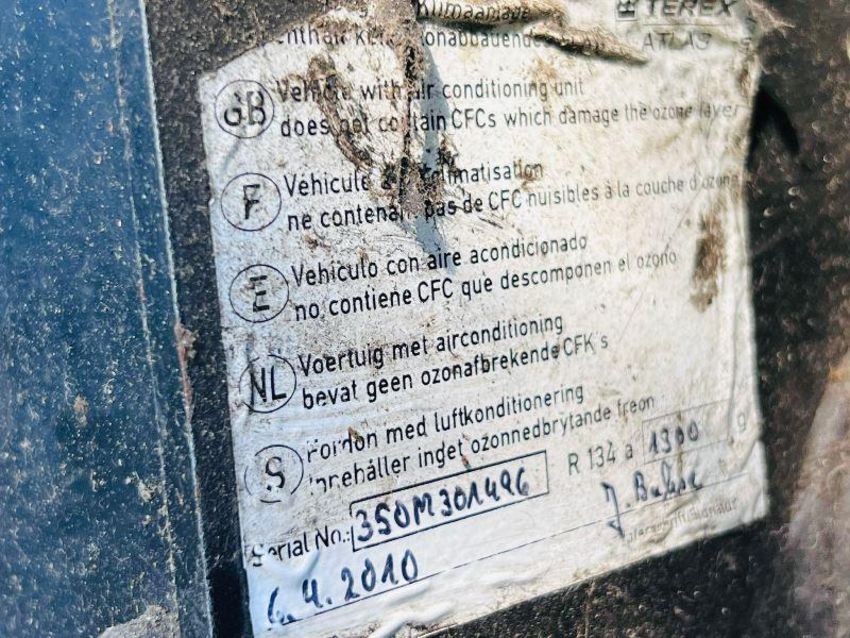 Klimaanlage TEREX
enthält ATLAS
GB Vehicle with air conditioning unit
does not contain CFCs which damage the ozone layer
F Véhicule climatisation
ne contenant pas de CFC nuisibles à la couche d'ozone
E Vehiculo con aire acondicionado
no contiene CFC que descomponen el ozono
NL Voertuig met airconditioning
bevat geen ozonafbrekende CFK's
S Fordon med luftkonditionering
innehåller inget ozonnedbrytande freon
R 134 a 1300 g
Serial No.: 350M301496
6.4.2010